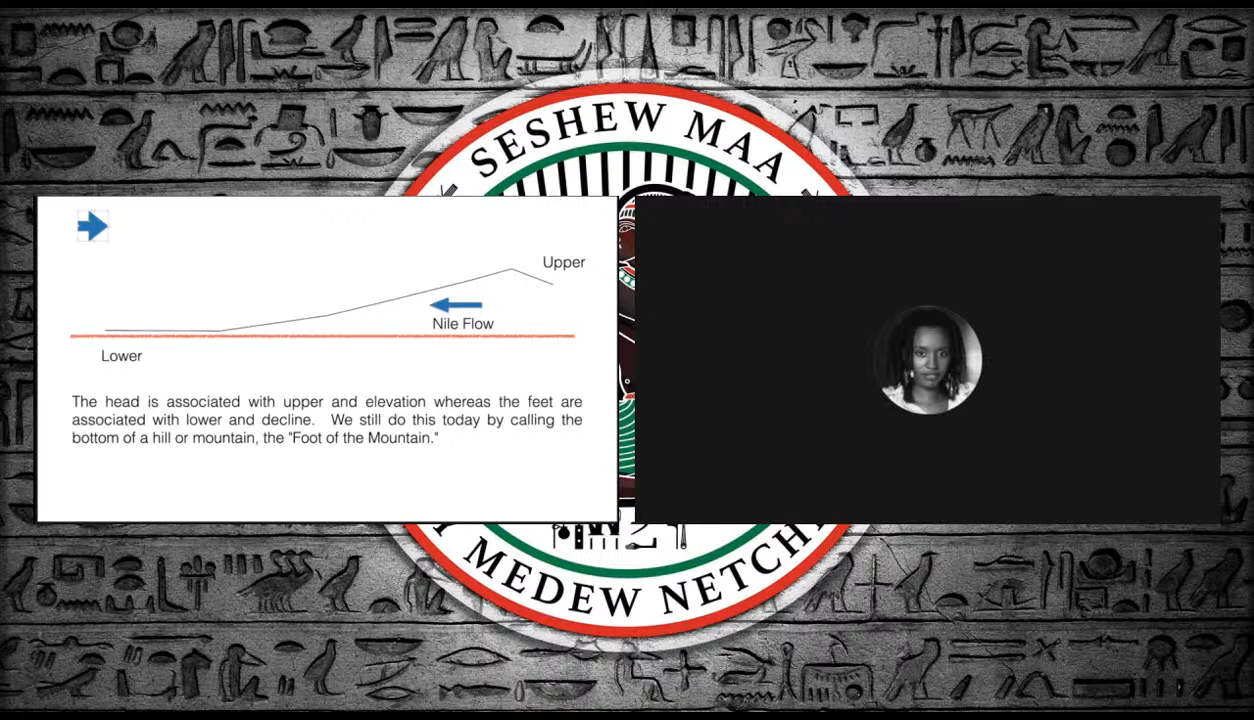 SESHEW MAA
Upper
Nile Flow
Lower
The head is associated with upper and elevation whereas the feet are
associated with lower and decline. We still do this today by calling the
bottom of a hill or mountain, the "Foot of the Mountain."
MEDEW NETCH